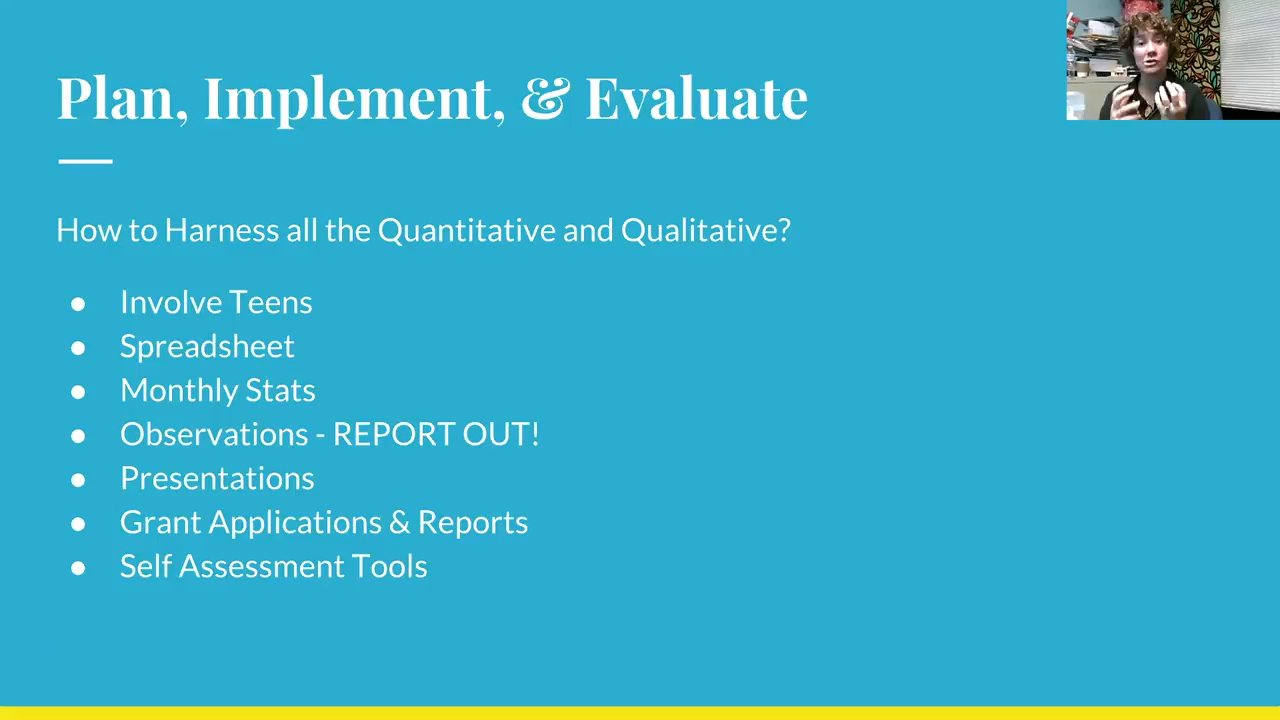 Plan, Implement, & Evaluate
How to Harness all the Quantitative and Qualitative?
● Involve Teens
● Spreadsheet
● Monthly Stats
● Observations - REPORT OUT!
● Presentations
● Grant Applications & Reports
● Self Assessment Tools